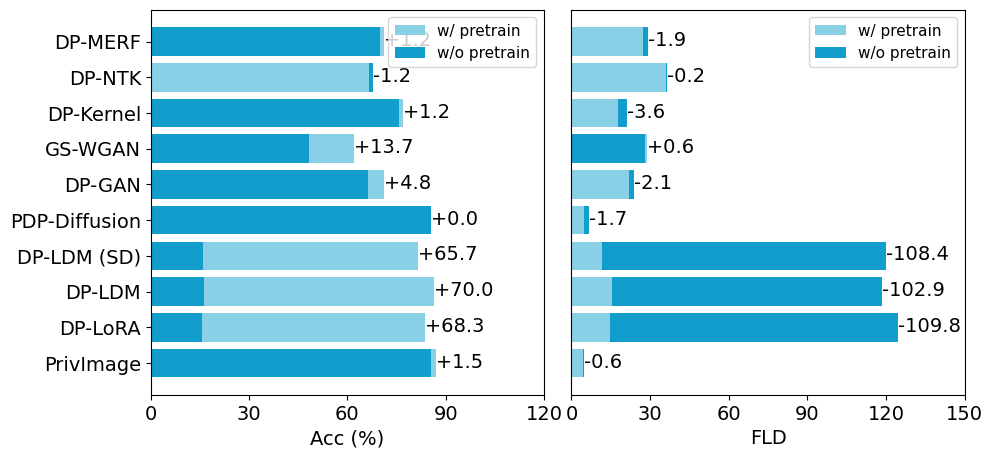 DP-MERF
DP-NTK
DP-Kernel
GS-WGAN
DP-GAN
PDP-Diffusion
DP-LDM (SD)
DP-LDM
DP-LoRA
PrivImage
+1.2
-1.2
+1.2
+13.7
+4.8
+0.0
+65.7
+70.0
+68.3
+1.5
w/ pretrain
w/o pretrain
0 30 60 90 120
Acc (%)
-1.9
-0.2
-3.6
+0.6
-2.1
-1.7
-108.4
-102.9
-109.8
-0.6
w/ pretrain
w/o pretrain
0 30 60 90 120 150
FLD